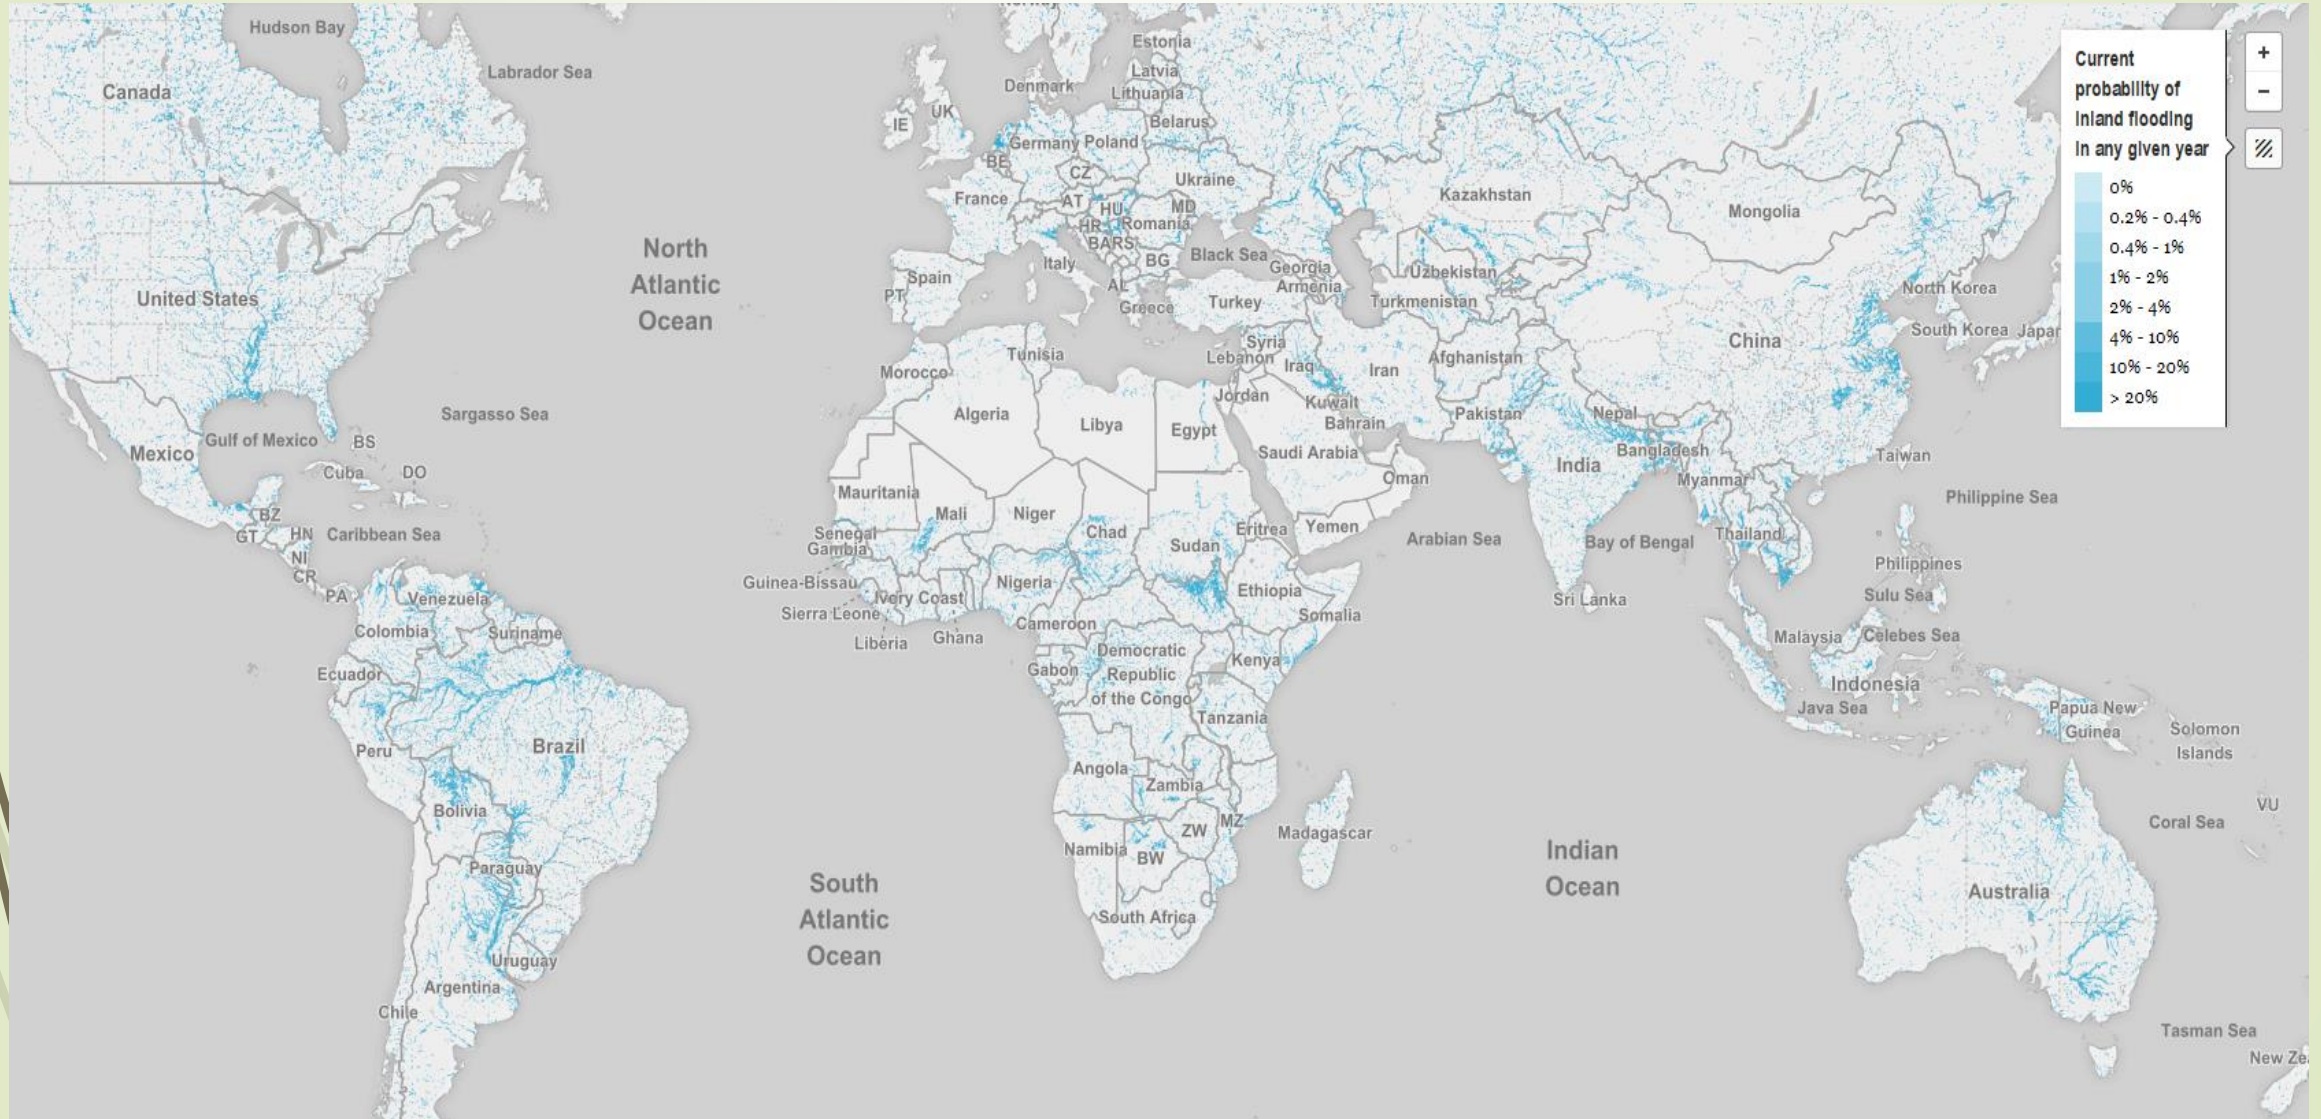 Hudson Bay
Labrador Sea
Canada
United States
North
Atlantic
Ocean
Sargasso Sea
Gulf of Mexico
BS
Mexico
Cuba
DO
BZ
GT
HN
Caribbean Sea
NI
CR
PA
Venezuela
Colombia
Suriname
Ecuador
Peru
Brazil
Bolivia
Paraguay
Uruguay
Argentina
Chile
South
Atlantic
Ocean
Estonia
Latvia
Denmark
Lithuania
UK
IE
Belarus
Germany
Poland
BE
CZ
Ukraine
France
AT
HU
MD
HR
Romania
BARS
Black Sea
BG
Italy
Georgia
Spain
Armenia
PT
AL
Greece
Turkey
Kazakhstan
Mongolia
Uzbekistan
Turkmenistan
North Korea
South Korea
Japan
China
Syria
Lebanon
Iraq
Iran
Afghanistan
Tunisia
Morocco
Jordan
Kuwait
Bahrain
Pakistan
Nepal
Algeria
Libya
Egypt
Saudi Arabia
India
Bangladesh
Taiwan
Oman
Myanmar
Mauritania
Philippine Sea
Mali
Niger
Senegal
Gambia
Chad
Sudan
Eritrea
Yemen
Arabian Sea
Bay of Bengal
Thailand
Guinea-Bissau
Nigeria
Ethiopia
Philippines
Ivory Coast
Sierra Leone
Sri Lanka
Sulu Sea
Liberia
Ghana
Cameroon
Somalia
Malaysia
Celebes Sea
Democratic
Republic
of the Congo
Gabon
Kenya
Indonesia
Java Sea
Tanzania
Papua New
Guinea
Solomon
Islands
Angola
Zambia
ZW
MZ
Madagascar
Namibia
BW
Indian
Ocean
South Africa
VU
Coral Sea
Australia
Tasman Sea
New Ze
Current
probability of
inland flooding
in any given year
0%
0.2% - 0.4%
0.4% - 1%
1% - 2%
2% - 4%
4% - 10%
10% - 20%
> 20%
+
−